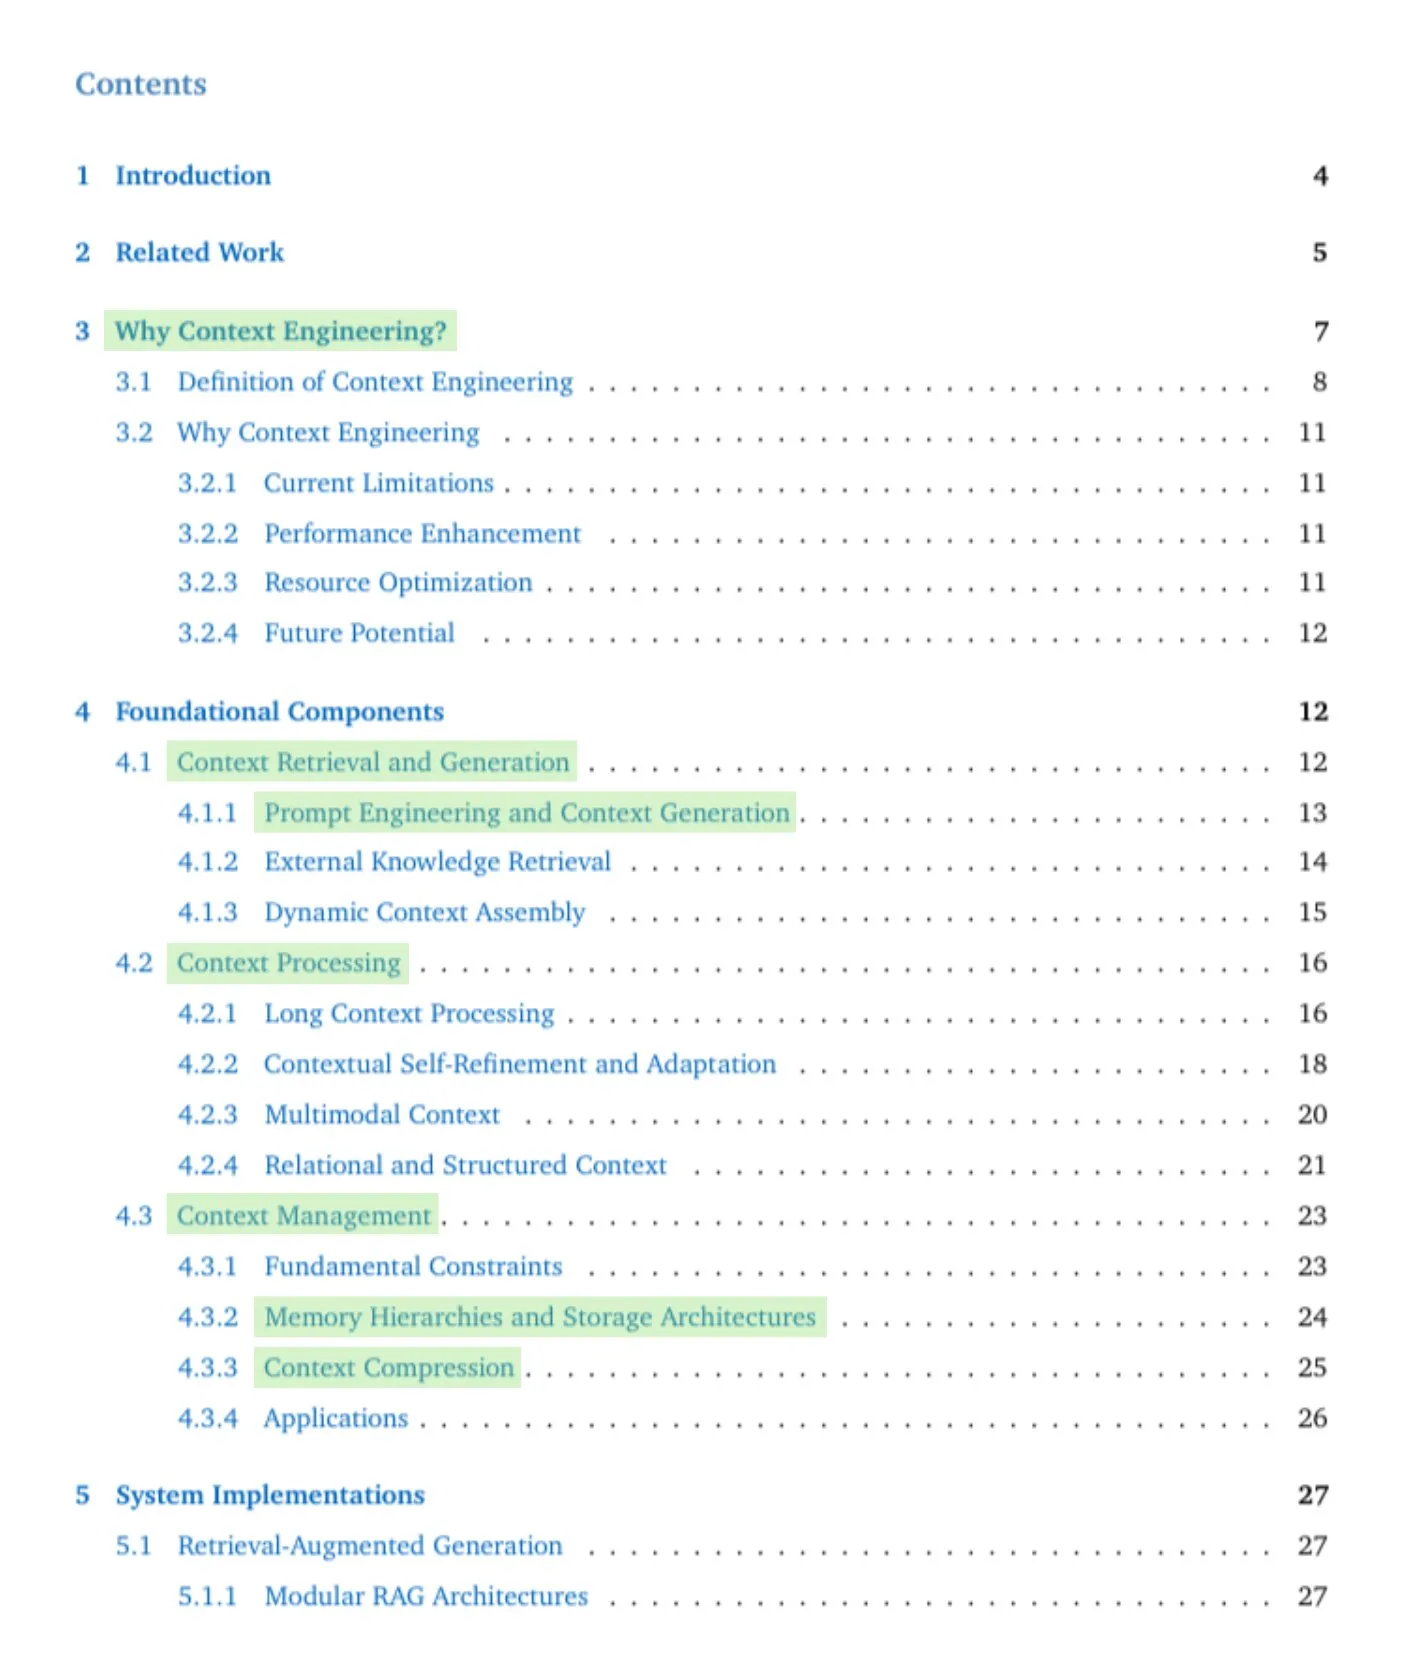 Contents
1 Introduction 4
2 Related Work 5
3 Why Context Engineering? 7
3.1 Definition of Context Engineering . . . . . . . . . . . . . . . . . . . . . . . . . . . . . . . . . 8
3.2 Why Context Engineering . . . . . . . . . . . . . . . . . . . . . . . . . . . . . . . . . . . . . 11
3.2.1 Current Limitations . . . . . . . . . . . . . . . . . . . . . . . . . . . . . . . . . . . . . 11
3.2.2 Performance Enhancement . . . . . . . . . . . . . . . . . . . . . . . . . . . . . . . . 11
3.2.3 Resource Optimization . . . . . . . . . . . . . . . . . . . . . . . . . . . . . . . . . . . 11
3.2.4 Future Potential . . . . . . . . . . . . . . . . . . . . . . . . . . . . . . . . . . . . . . 12
4 Foundational Components 12
4.1 Context Retrieval and Generation . . . . . . . . . . . . . . . . . . . . . . . . . . . . . . . . . 12
4.1.1 Prompt Engineering and Context Generation . . . . . . . . . . . . . . . . . . . . . . . 13
4.1.2 External Knowledge Retrieval . . . . . . . . . . . . . . . . . . . . . . . . . . . . . . . 14
4.1.3 Dynamic Context Assembly . . . . . . . . . . . . . . . . . . . . . . . . . . . . . . . . 15
4.2 Context Processing . . . . . . . . . . . . . . . . . . . . . . . . . . . . . . . . . . . . . . . . . 16
4.2.1 Long Context Processing . . . . . . . . . . . . . . . . . . . . . . . . . . . . . . . . . . 16
4.2.2 Contextual Self-Refinement and Adaptation . . . . . . . . . . . . . . . . . . . . . . . 18
4.2.3 Multimodal Context . . . . . . . . . . . . . . . . . . . . . . . . . . . . . . . . . . . . 20
4.2.4 Relational and Structured Context . . . . . . . . . . . . . . . . . . . . . . . . . . . . 21
4.3 Context Management . . . . . . . . . . . . . . . . . . . . . . . . . . . . . . . . . . . . . . . . 23
4.3.1 Fundamental Constraints . . . . . . . . . . . . . . . . . . . . . . . . . . . . . . . . . 23
4.3.2 Memory Hierarchies and Storage Architectures . . . . . . . . . . . . . . . . . . . . . 24
4.3.3 Context Compression . . . . . . . . . . . . . . . . . . . . . . . . . . . . . . . . . . . . 25
4.3.4 Applications . . . . . . . . . . . . . . . . . . . . . . . . . . . . . . . . . . . . . . . . . 26
5 System Implementations 27
5.1 Retrieval-Augmented Generation . . . . . . . . . . . . . . . . . . . . . . . . . . . . . . . . . 27
5.1.1 Modular RAG Architectures . . . . . . . . . . . . . . . . . . . . . . . . . . . . . . . . 27